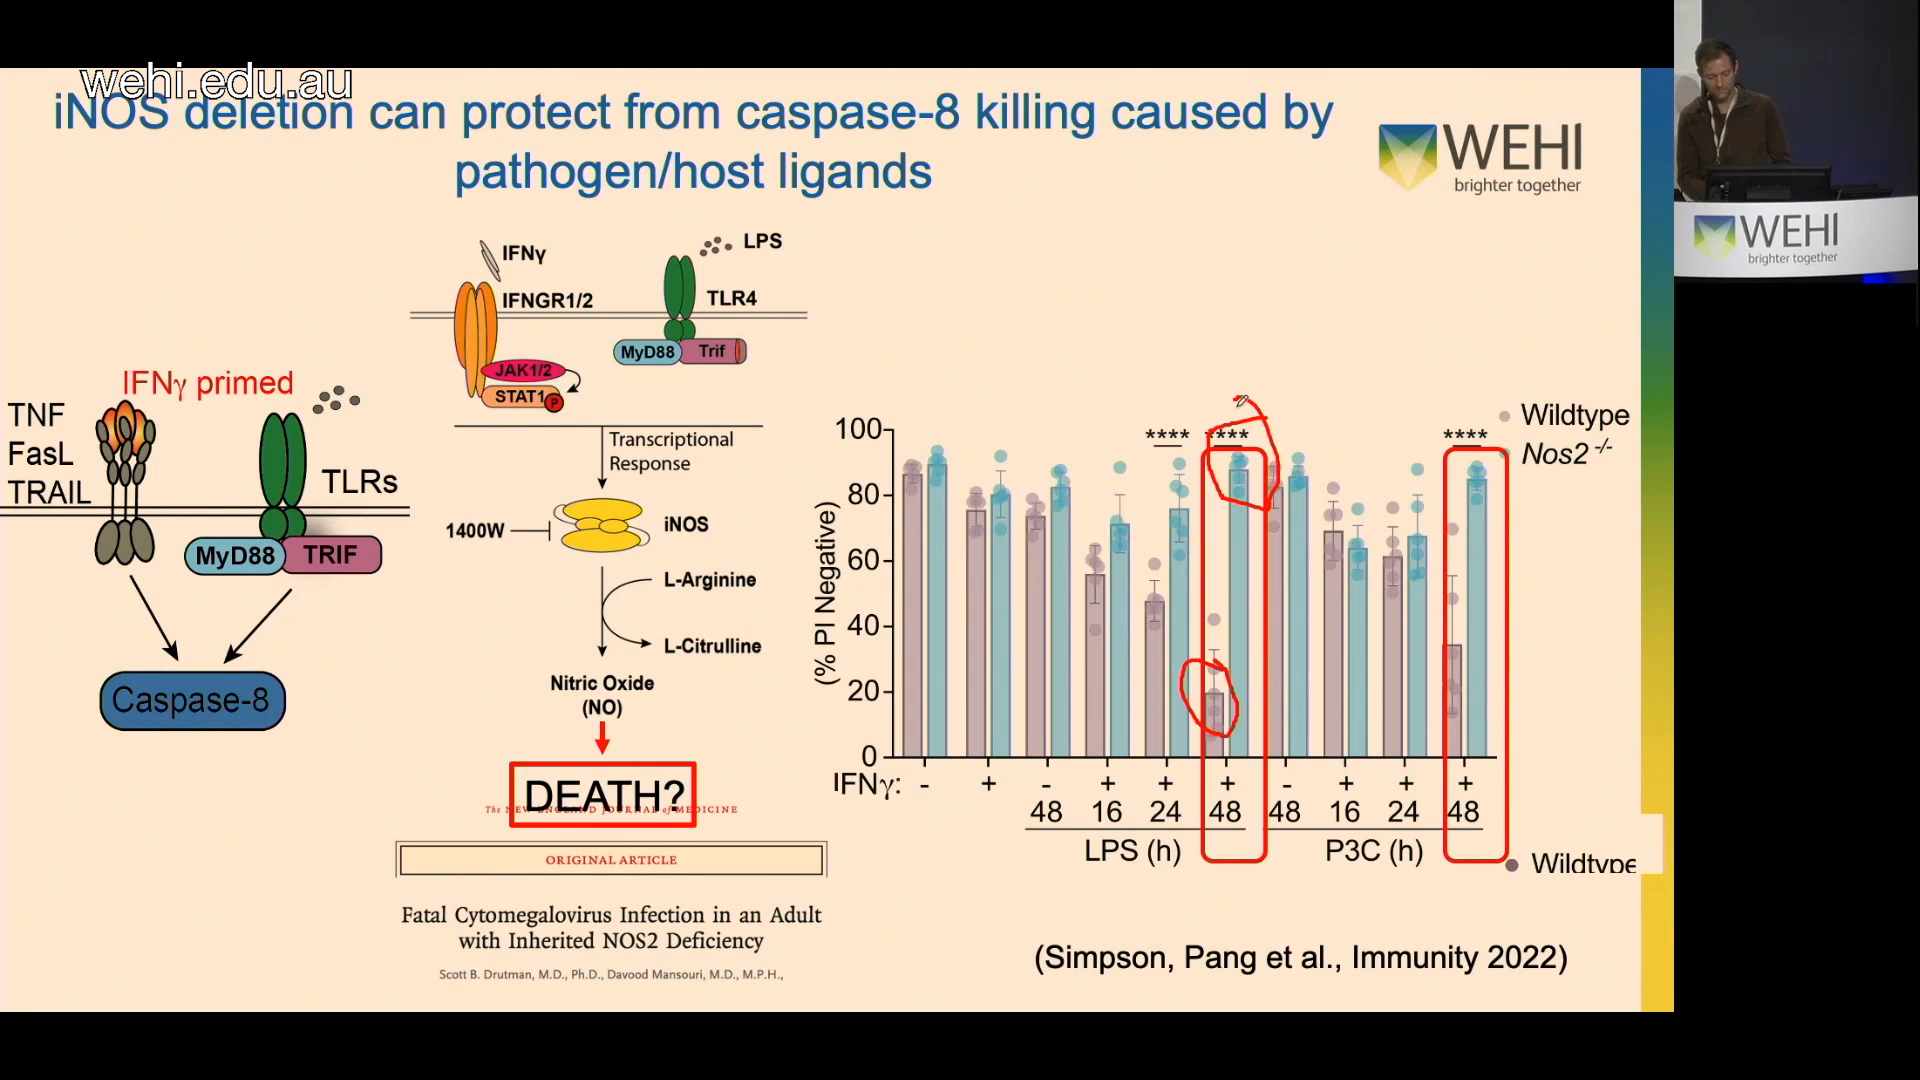 wehi.edu.au
iNOS deletion can protect from caspase-8 killing caused by
pathogen/host ligands
WEHI
brighter together
WEHI
brighter together
IFNγ
LPS
IFNGR1/2
TLR4
MyD88
Trif
JAK1/2
STAT1
P
Transcriptional
Response
1400W
iNOS
L-Arginine
L-Citrulline
Nitric Oxide
(NO)
DEATH?
The NEW ENGLAND JOURNAL of MEDICINE
ORIGINAL ARTICLE
Fatal Cytomegalovirus Infection in an Adult
with Inherited NOS2 Deficiency
Scott B. Drutman, M.D., Ph.D., Davood Mansouri, M.D., M.P.H.,
IFNγ primed
TNF
FasL
TRAIL
TLRs
MyD88
TRIF
Caspase-8
Wildtype
Nos2 -/-
**** **** ****
(% PI Negative)
100
80
60
40
20
0
IFNγ: - + - + + + - + + +
48 16 24 48 48 16 24 48
LPS (h) P3C (h)
Wildtype
(Simpson, Pang et al., Immunity 2022)